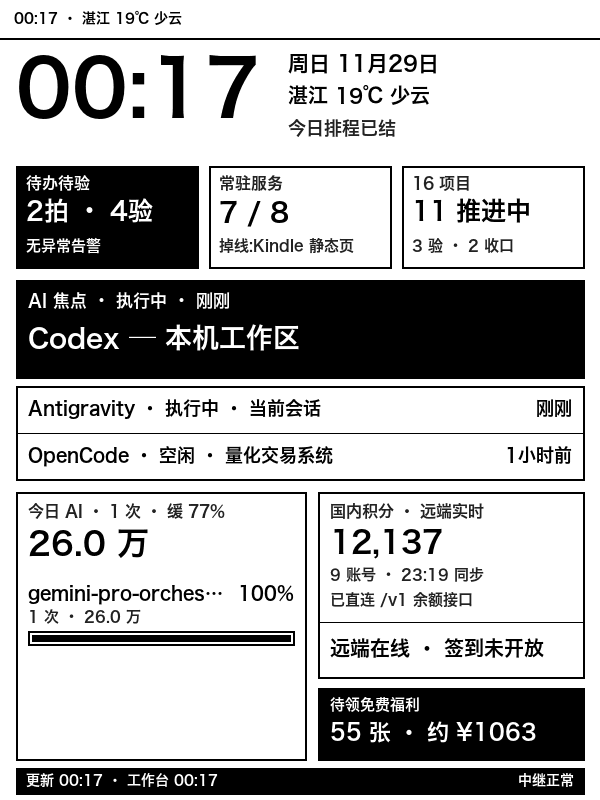 00:17 · 湛江 19℃ 少云
00:17
周日 11月29日
湛江 19℃ 少云
今日排程已结
待办待验
2拍 · 4验
无异常告警
常驻服务
7 / 8
掉线:Kindle 静态页
16 项目
11 推进中
3 验 · 2 收口
AI 焦点 · 执行中 · 刚刚
Codex — 本机工作区
Antigravity · 执行中 · 当前会话 刚刚
OpenCode · 空闲 · 量化交易系统 1小时前
今日 AI · 1 次 · 缓 77%
26.0 万
gemini-pro-orches… 100%
1 次 · 26.0 万
国内积分 · 远端实时
12,137
9 账号 · 23:19 同步
已直连 /v1 余额接口
远端在线 · 签到未开放
待领免费福利
55 张 · 约 ¥1063
更新 00:17 · 工作台 00:17 中继正常